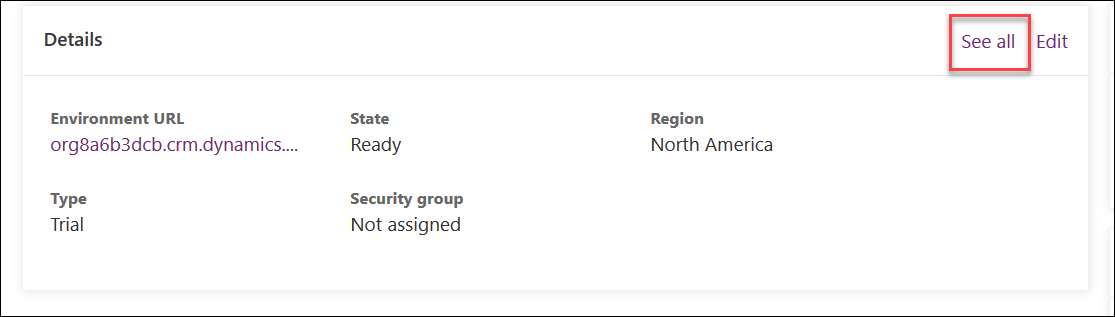 Details
See all Edit
Environment URL State Region
org8a6b3dcb.crm.dynamics.... Ready North America
Type Security group
Trial Not assigned